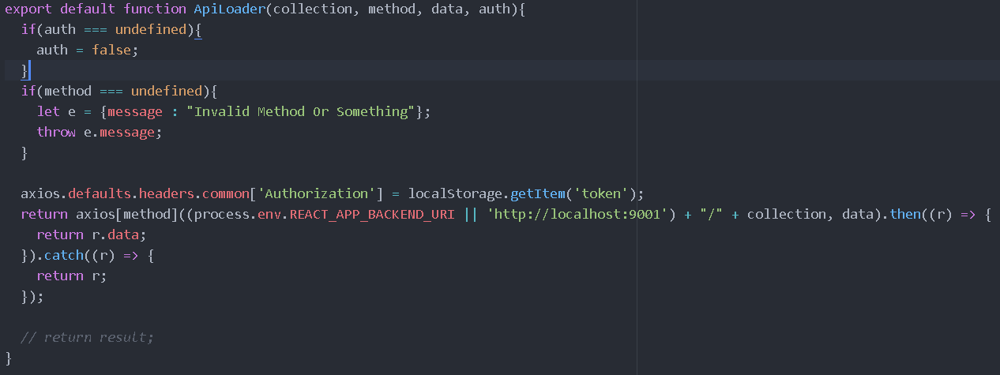 export default function ApiLoader(collection, method, data, auth){
  if(auth === undefined){
    auth = false;
  }
  if(method === undefined){
    let e = {message : "Invalid Method Or Something"};
    throw e.message;
  }

  axios.defaults.headers.common['Authorization'] = localStorage.getItem('token');
  return axios[method]((process.env.REACT_APP_BACKEND_URI || 'http://localhost:9001') + "/" + collection, data).then((r) => {
    return r.data;
  }).catch((r) => {
    return r;
  });

  // return result;
}